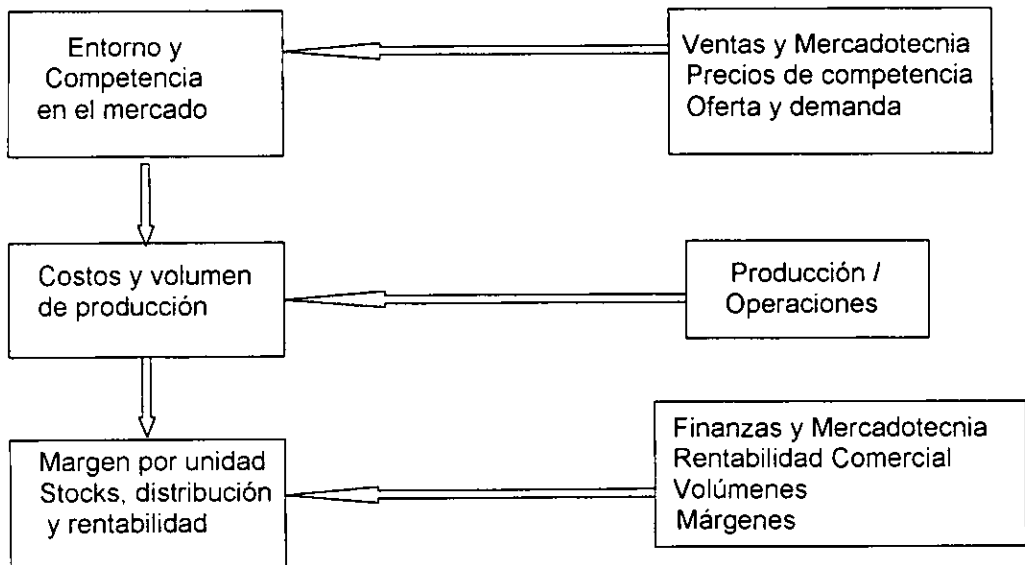 Entorno y
Competencia
en el mercado
Ventas y Mercadotecnia
Precios de competencia
Oferta y demanda
Costos y volumen
de producción
Producción /
Operaciones
Margen por unidad
Stocks, distribución
y rentabilidad
Finanzas y Mercadotecnia
Rentabilidad Comercial
Volúmenes
Márgenes